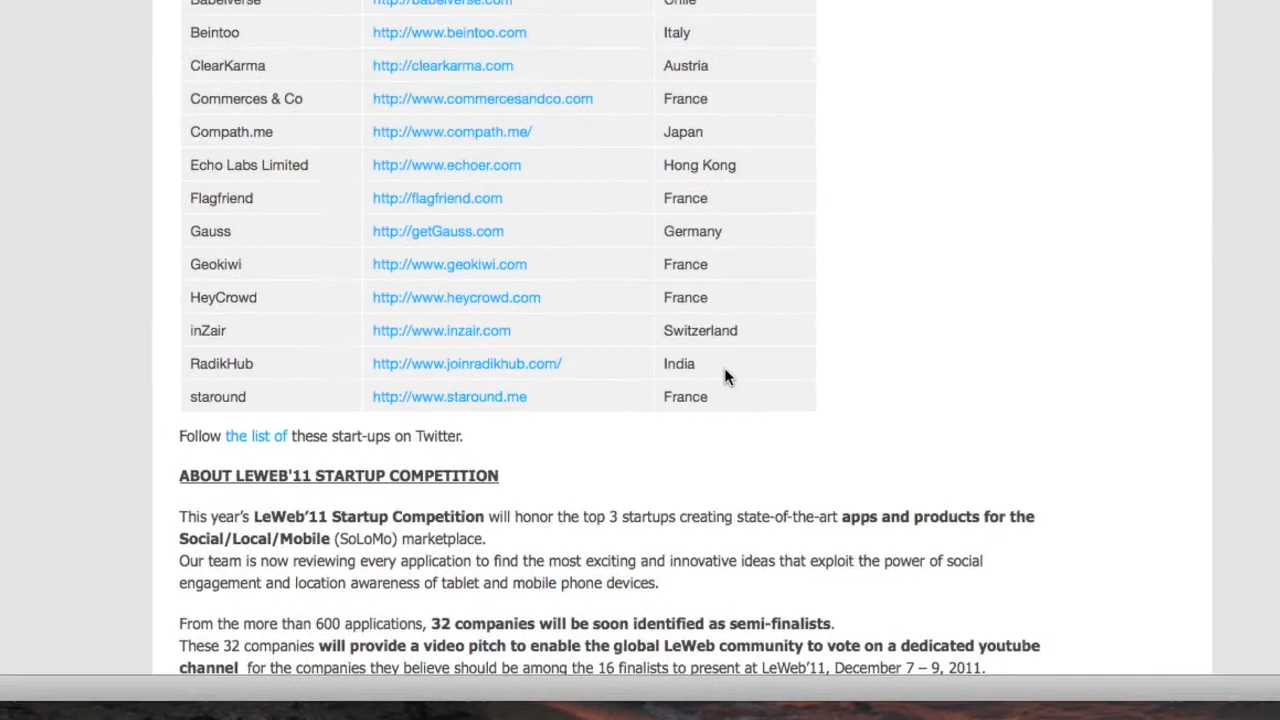 Babelverse http://babelverse.com Chile
Beintoo http://www.beintoo.com Italy
ClearKarma http://clearkarma.com Austria
Commerces & Co http://www.commercesandco.com France
Compath.me http://www.compath.me/ Japan
Echo Labs Limited http://www.echoer.com Hong Kong
Flagfriend http://flagfriend.com France
Gauss http://getGauss.com Germany
Geokiwi http://www.geokiwi.com France
HeyCrowd http://www.heycrowd.com France
inZair http://www.inzair.com Switzerland
RadikHub http://www.joinradikhub.com/ India
staround http://www.staround.me France
Follow the list of these start-ups on Twitter.
ABOUT LEWEB'11 STARTUP COMPETITION
This year’s LeWeb’11 Startup Competition will honor the top 3 startups creating state-of-the-art apps and products for the
Social/Local/Mobile (SoLoMo) marketplace.
Our team is now reviewing every application to find the most exciting and innovative ideas that exploit the power of social
engagement and location awareness of tablet and mobile phone devices.
From the more than 600 applications, 32 companies will be soon identified as semi-finalists.
These 32 companies will provide a video pitch to enable the global LeWeb community to vote on a dedicated youtube
channel for the companies they believe should be among the 16 finalists to present at LeWeb’11, December 7 – 9, 2011.